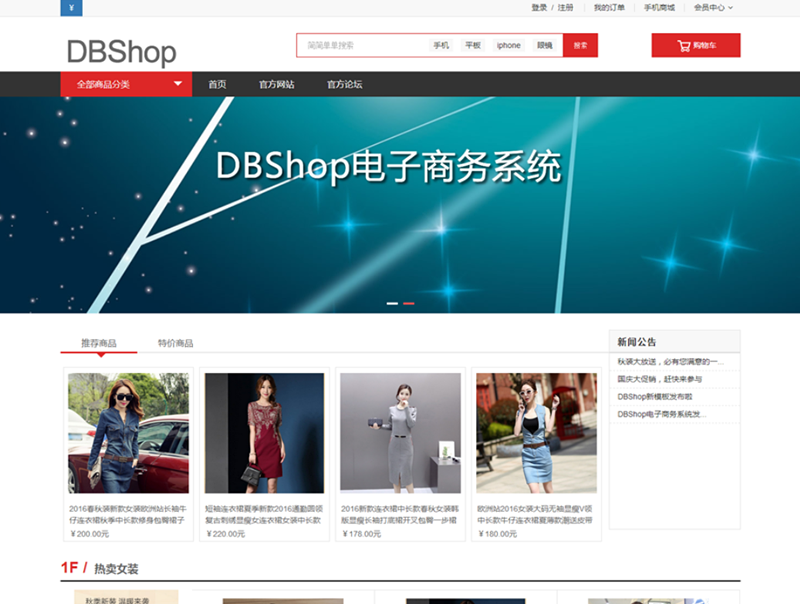 ¥
登录 / 注册
我的订单
手机商城
会员中心
DBShop
简简单单搜索
手机
平板
iphone
眼镜
搜索
购物车
全部商品分类
首页
官方网站
官方论坛
DBShop电子商务系统
推荐商品
特价商品
新闻公告
秋装大放送，必有您满意的一...
国庆大促销，赶快来参与
DBShop新模板发布啦
DBShop电子商务系统发...
2016春秋装新款女装欧洲站长袖牛
仔连衣裙秋季中长款修身包臀裙子
¥200.00元
短袖连衣裙夏季新款2016通勤圆领
复古刺绣显瘦女连衣裙女装中长款
¥220.00元
2016新款连衣裙中长款春秋女装韩
版显瘦长袖打底裙开叉包臀一步裙
¥178.00元
欧洲站2016女装大码无袖显瘦V领
中长款牛仔连衣裙夏薄款潮送皮带
¥180.00元
1F / 热卖女装
秋季新装 温暖来袭